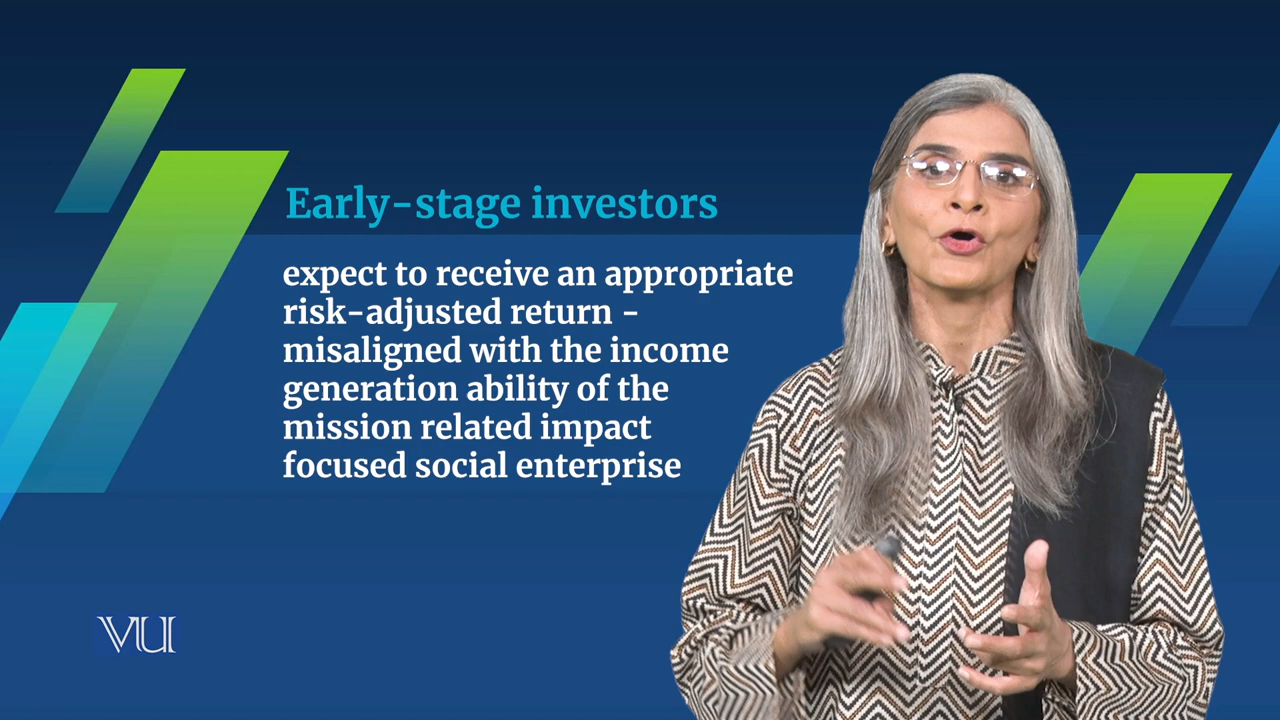 Early-stage investors
expect to receive an appropriate
risk-adjusted return -
misaligned with the income
generation ability of the
mission related impact
focused social enterprise
VU